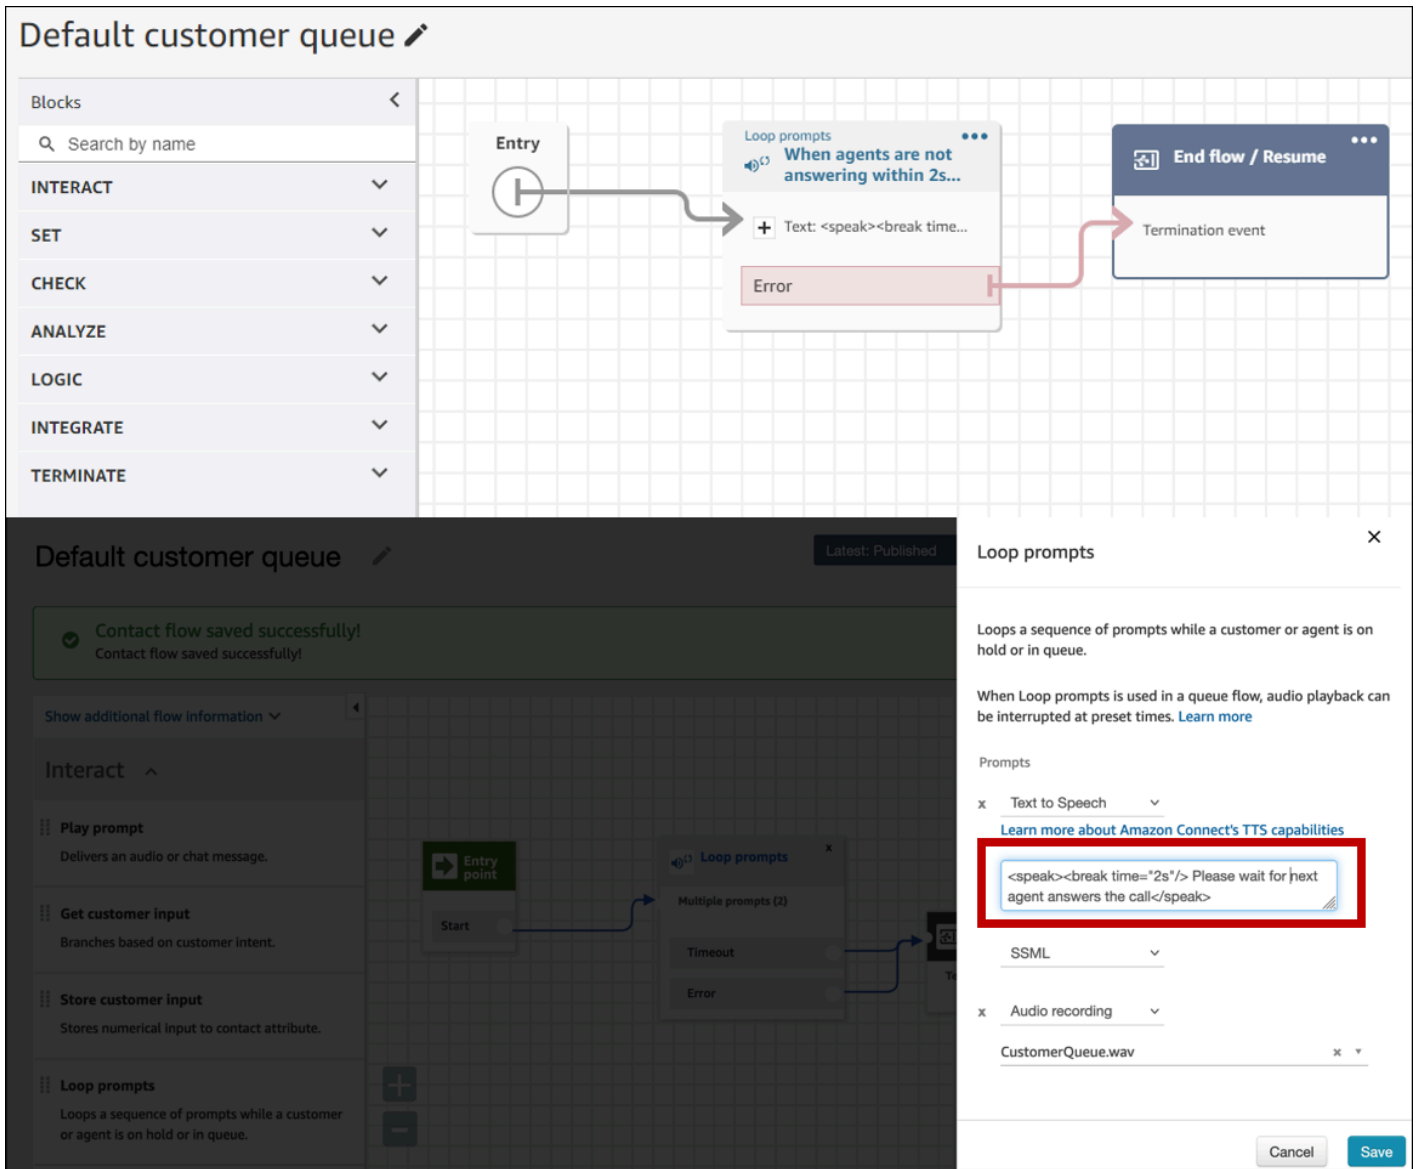 Default customer queue
Blocks
Search by name
INTERACT
SET
CHECK
ANALYZE
LOGIC
INTEGRATE
TERMINATE
Entry
Loop prompts
When agents are not
answering within 2s...
Text: <speak><break time...
Error
End flow / Resume
Termination event
Default customer queue
Latest: Published
Contact flow saved successfully!
Contact flow saved successfully!
Show additional flow information
Interact
Play prompt
Delivers an audio or chat message.
Get customer input
Branches based on customer intent.
Store customer input
Stores numerical input to contact attribute.
Loop prompts
Loops a sequence of prompts while a customer
or agent is on hold or in queue.
Entry
point
Start
Loop prompts
x
Multiple prompts (2)
Timeout
Error
Te
Loop prompts
Loops a sequence of prompts while a customer or agent is on
hold or in queue.
When Loop prompts is used in a queue flow, audio playback can
be interrupted at preset times. Learn more
Prompts
x Text to Speech
Learn more about Amazon Connect's TTS capabilities
<speak><break time="2s"/> Please wait for next
agent answers the call</speak>
SSML
x Audio recording
CustomerQueue.wav
Cancel
Save